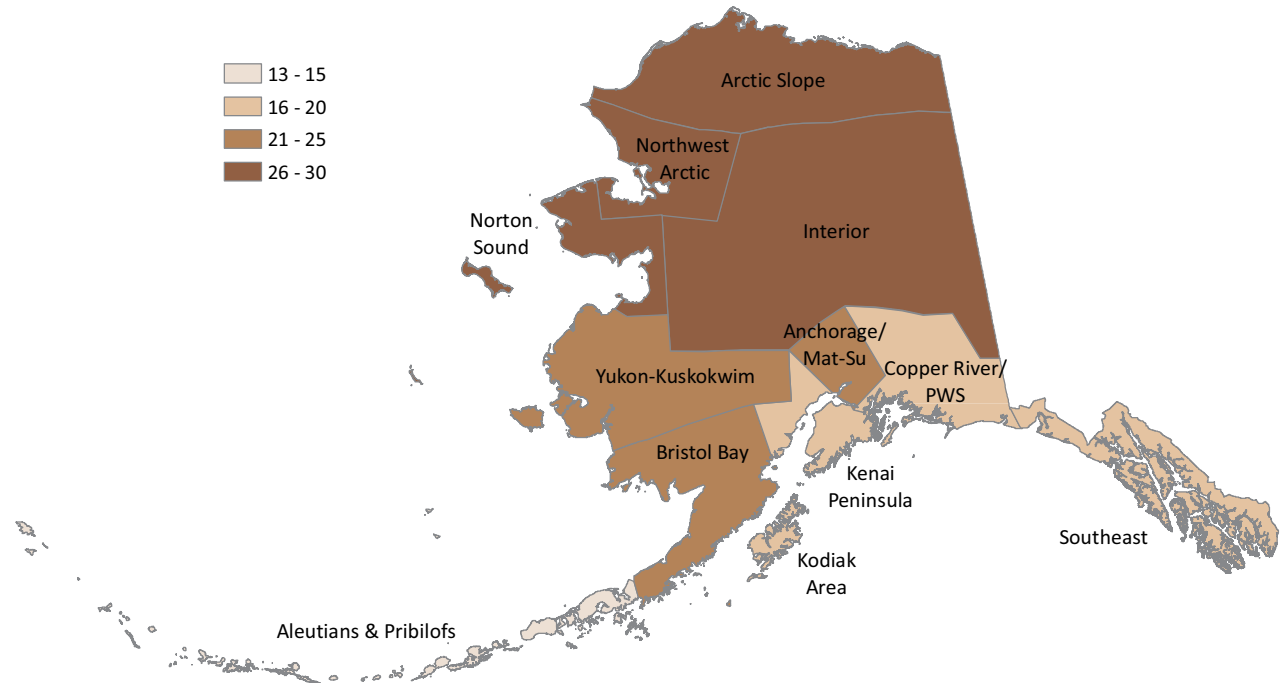 13 - 15
16 - 20
21 - 25
26 - 30
Arctic Slope
Northwest
Arctic
Norton
Sound
Interior
Anchorage/
Mat-Su
Copper River/
PWS
Yukon-Kuskokwim
Bristol Bay
Kenai
Peninsula
Kodiak
Area
Southeast
Aleutians & Pribilofs